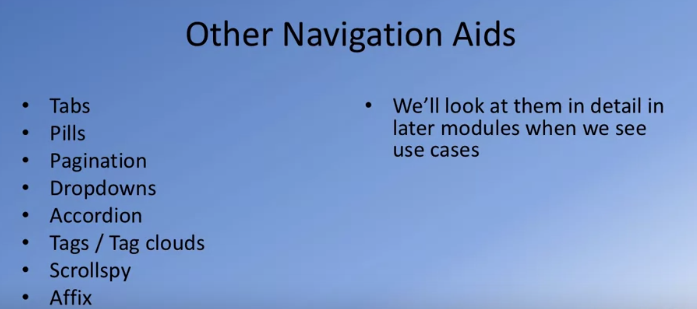 Other Navigation Aids
• Tabs
• Pills
• Pagination
• Dropdowns
• Accordion
• Tags / Tag clouds
• Scrollspy
• Affix
• We’ll look at them in detail in
later modules when we see
use cases